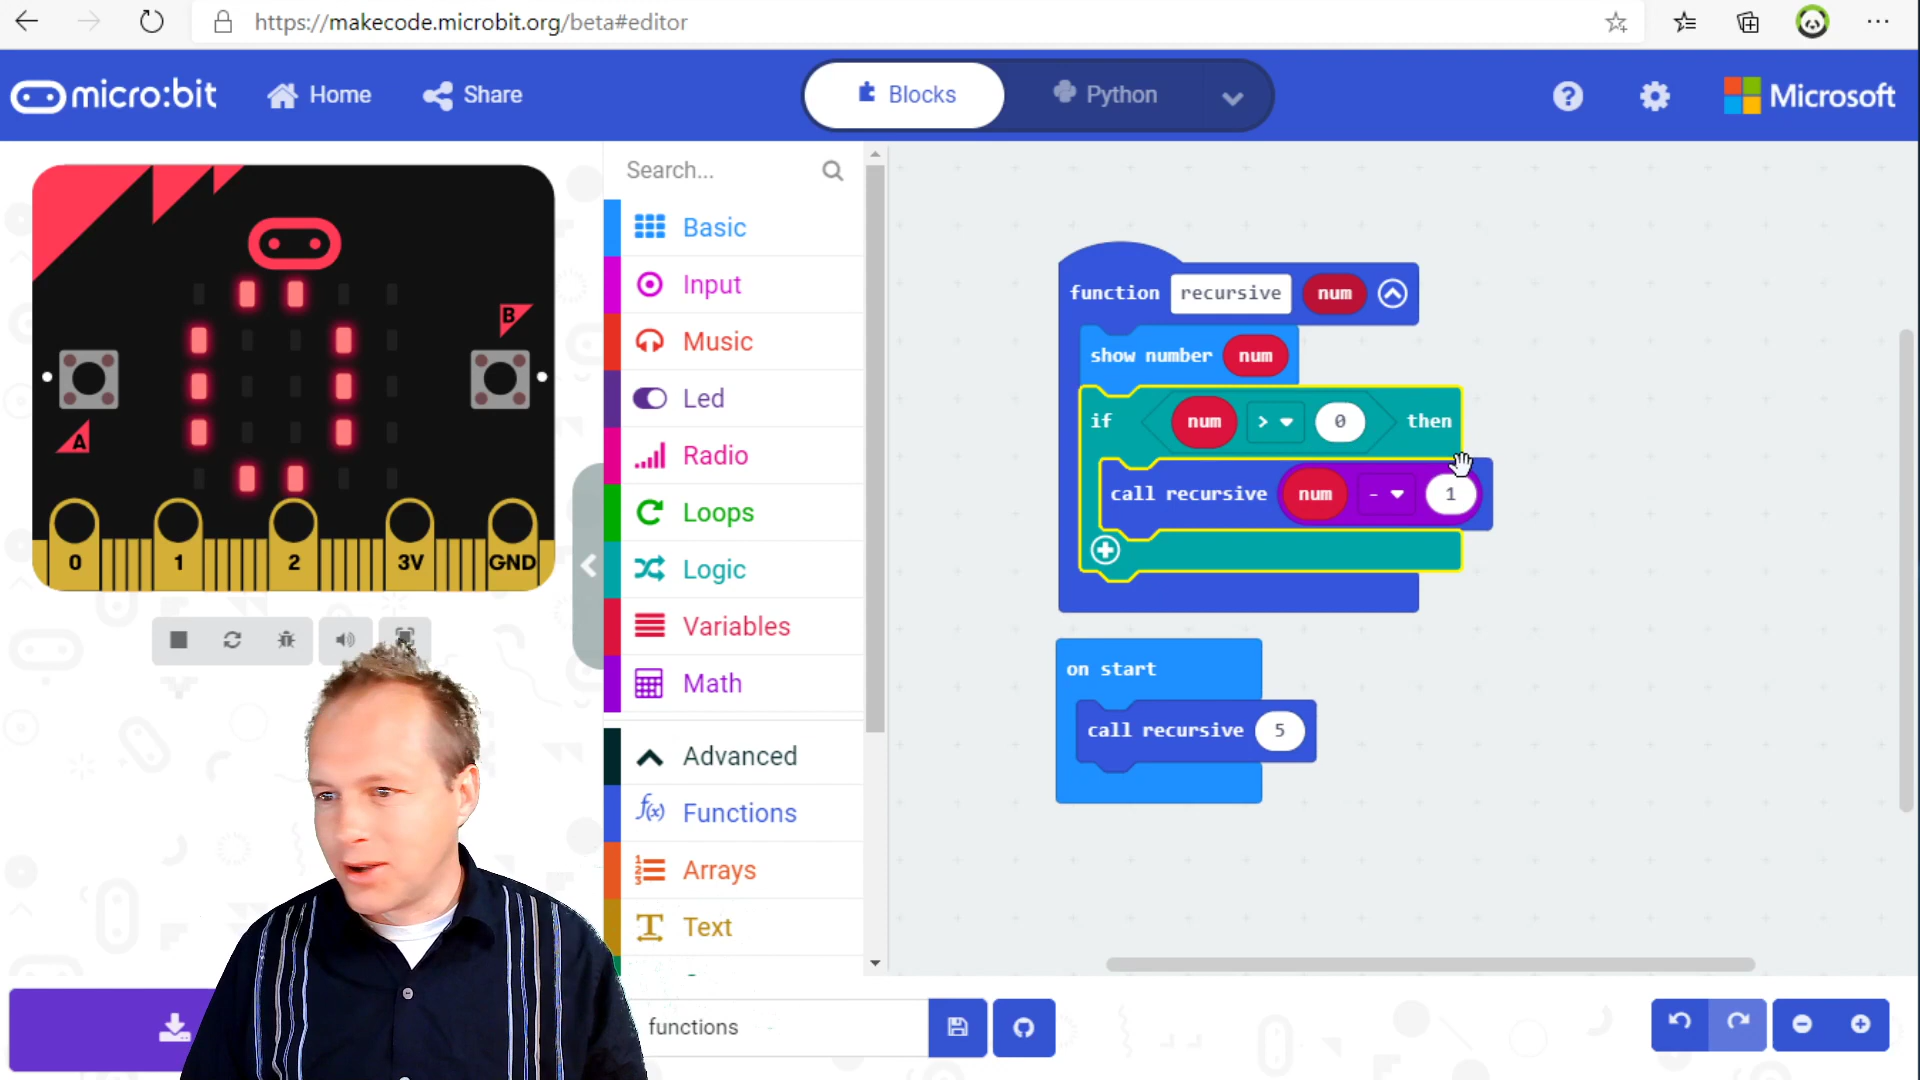 https://makecode.microbit.org/beta#editor
micro:bit
Home
Share
Blocks
Python
?
Microsoft
B
A
0
1
2
3V
GND
Search...
Basic
Input
Music
Led
Radio
Loops
Logic
Variables
Math
Advanced
f(x) Functions
Arrays
T Text
function recursive num
show number num
if num > 0 then
call recursive num - 1
on start
call recursive 5
functions